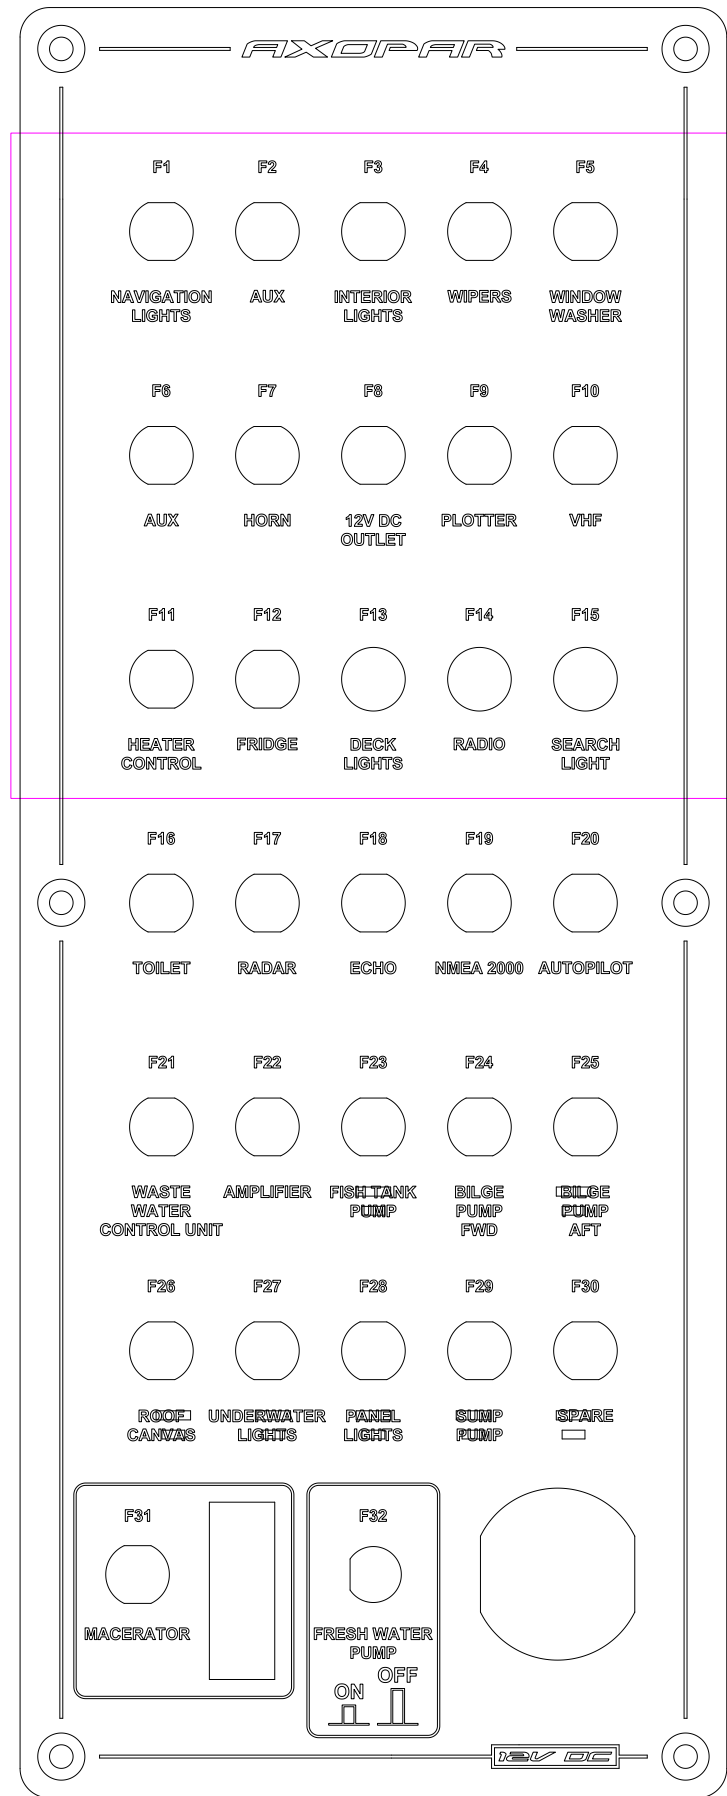 AXOPAR
F1 F2 F3 F4 F5
NAVIGATION AUX INTERIOR WIPERS WINDOW
LIGHTS LIGHTS WASHER
F6 F7 F8 F9 F10
AUX HORN 12V DC PLOTTER VHF
OUTLET
F11 F12 F13 F14 F15
HEATER FRIDGE DECK RADIO SEARCH
CONTROL LIGHTS LIGHT
F16 F17 F18 F19 F20
TOILET RADAR ECHO NMEA 2000 AUTOPILOT
F21 F22 F23 F24 F25
WASTE AMPLIFIER FISH TANK BILGE BILGE
WATER PUMP PUMP PUMP
CONTROL UNIT FWD AFT
F26 F27 F28 F29 F30
ROOF UNDERWATER PANEL SUMP SPARE
CANVAS LIGHTS LIGHTS PUMP
F31 F32
MACERATOR FRESH WATER
PUMP
ON OFF
12V DC